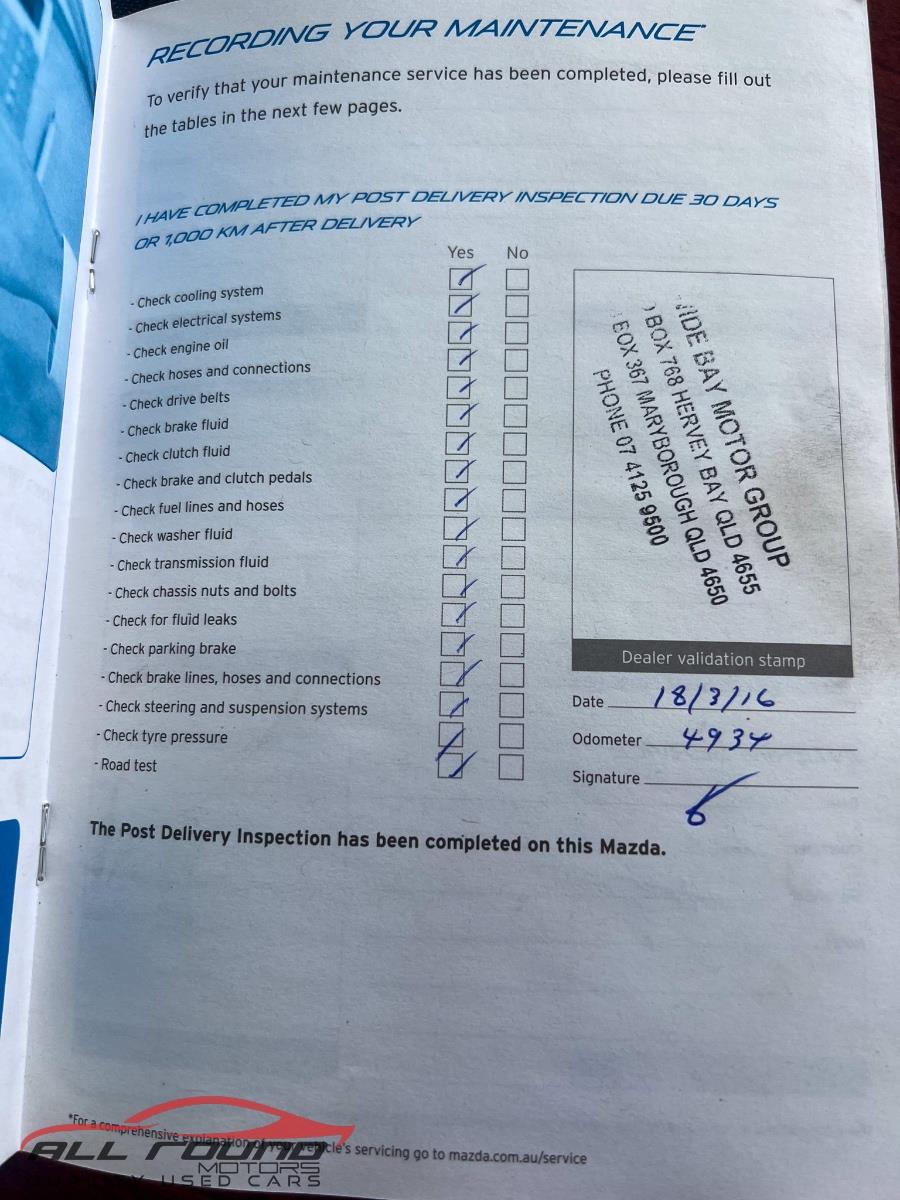 RECORDING YOUR MAINTENANCE*
To verify that your maintenance service has been completed, please fill out
the tables in the next few pages.
I HAVE COMPLETED MY POST DELIVERY INSPECTION DUE 30 DAYS
OR 1,000 KM AFTER DELIVERY
Yes No
- Check cooling system
- Check electrical systems
- Check engine oil
- Check hoses and connections
- Check drive belts
- Check brake fluid
- Check clutch fluid
- Check brake and clutch pedals
- Check fuel lines and hoses
- Check washer fluid
- Check transmission fluid
- Check chassis nuts and bolts
- Check for fluid leaks
- Check parking brake
- Check brake lines, hoses and connections
- Check steering and suspension systems
- Check tyre pressure
- Road test
IDE BAY MOTOR GROUP
BOX 768 HERVEY BAY QLD 4655
BOX 367 MARYBOROUGH QLD 4650
PHONE 07 4125 9500
Dealer validation stamp
Date 18/3/16
Odometer 4934
Signature
The Post Delivery Inspection has been completed on this Mazda.
*For a comprehensive explanation of your vehicle's servicing go to mazda.com.au/service
ALL ROUND
MOTORS
USED CARS